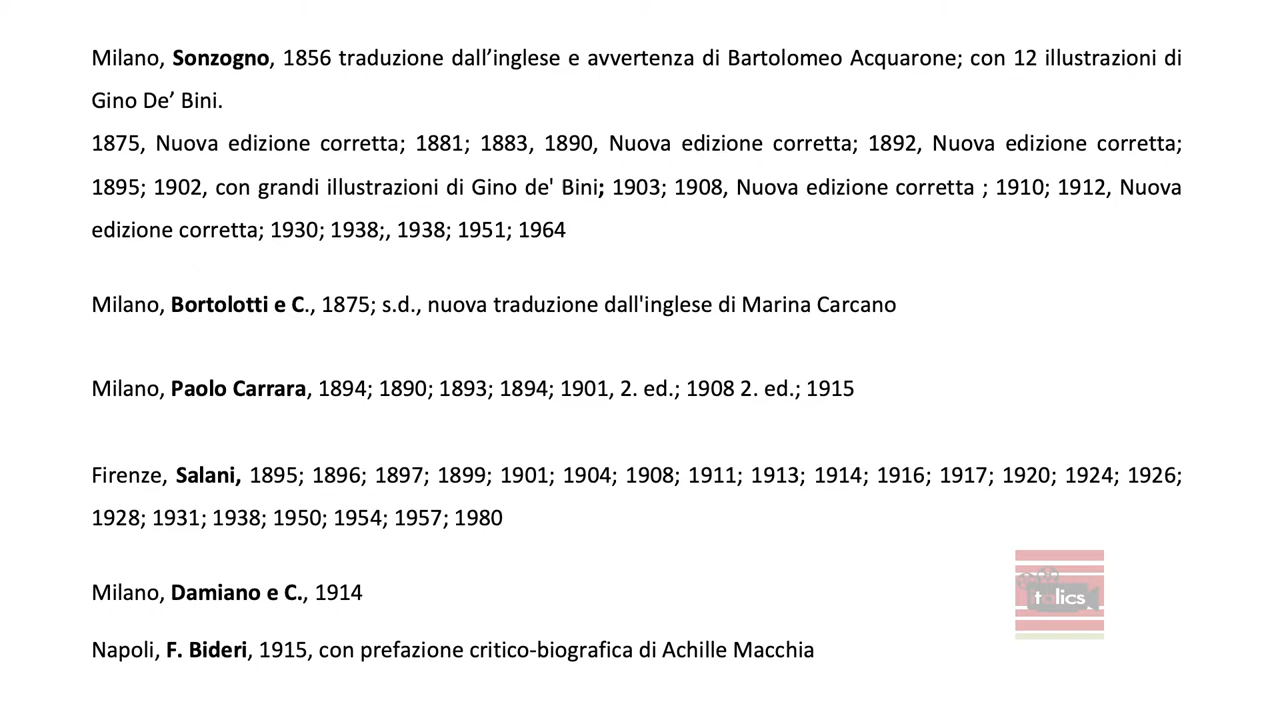 Milano, Sonzogno, 1856 traduzione dall’inglese e avvertenza di Bartolomeo Acquarone; con 12 illustrazioni di
Gino De’ Bini.
1875, Nuova edizione corretta; 1881; 1883, 1890, Nuova edizione corretta; 1892, Nuova edizione corretta;
1895; 1902, con grandi illustrazioni di Gino de' Bini; 1903; 1908, Nuova edizione corretta ; 1910; 1912, Nuova
edizione corretta; 1930; 1938;, 1938; 1951; 1964
Milano, Bortolotti e C., 1875; s.d., nuova traduzione dall'inglese di Marina Carcano
Milano, Paolo Carrara, 1894; 1890; 1893; 1894; 1901, 2. ed.; 1908 2. ed.; 1915
Firenze, Salani, 1895; 1896; 1897; 1899; 1901; 1904; 1908; 1911; 1913; 1914; 1916; 1917; 1920; 1924; 1926;
1928; 1931; 1938; 1950; 1954; 1957; 1980
Milano, Damiano e C., 1914
italics
Napoli, F. Bideri, 1915, con prefazione critico-biografica di Achille Macchia